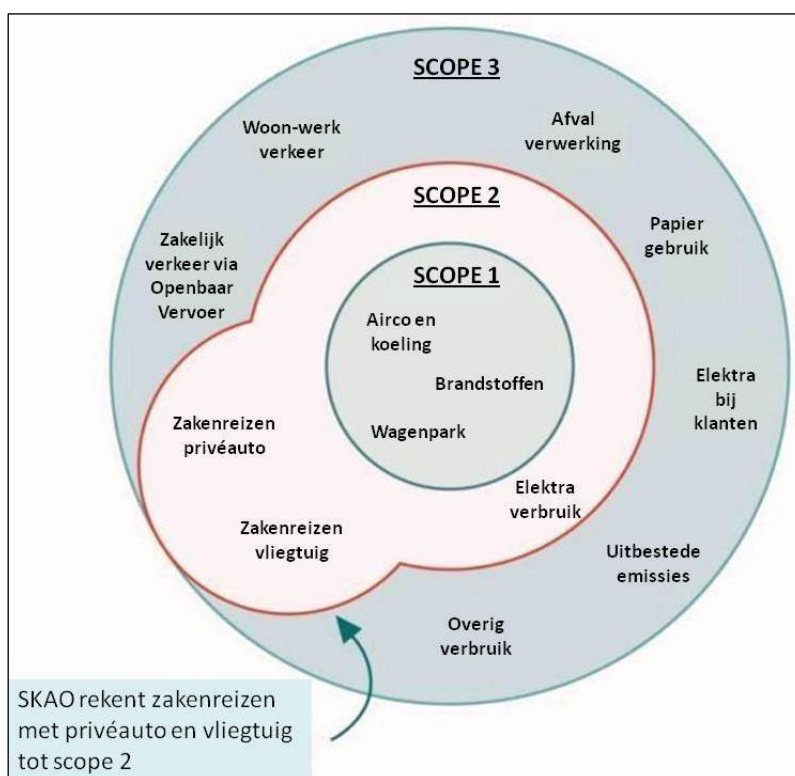 SCOPE 3
Woon-werk
verkeer
Afval
verwerking
SCOPE 2
Papier
gebruik
Zakelijk
verkeer via
Openbaar
Vervoer
SCOPE 1
Airco en
koeling
Brandstoffen
Elektra
bij
klanten
Wagenpark
Zakenreizen
privéauto
Elektra
verbruik
Zakenreizen
vliegtuig
Uitbestede
emissies
Overig
verbruik
SKAO rekent zakenreizen
met privéauto en vliegtuig
tot scope 2